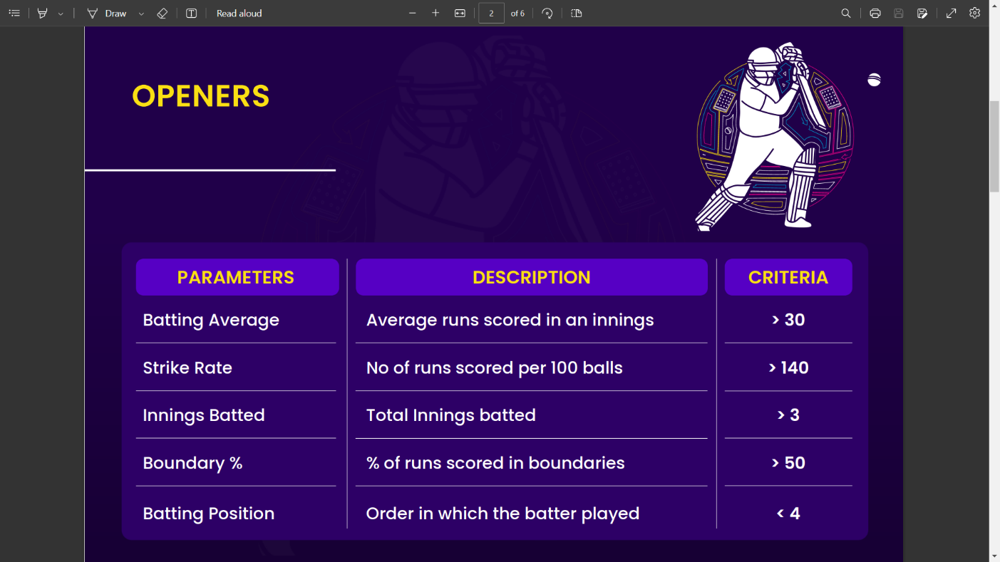 Draw
Read aloud
2 of 6
OPENERS
PARAMETERS DESCRIPTION CRITERIA
Batting Average Average runs scored in an innings > 30
Strike Rate No of runs scored per 100 balls > 140
Innings Batted Total Innings batted > 3
Boundary % % of runs scored in boundaries > 50
Batting Position Order in which the batter played < 4